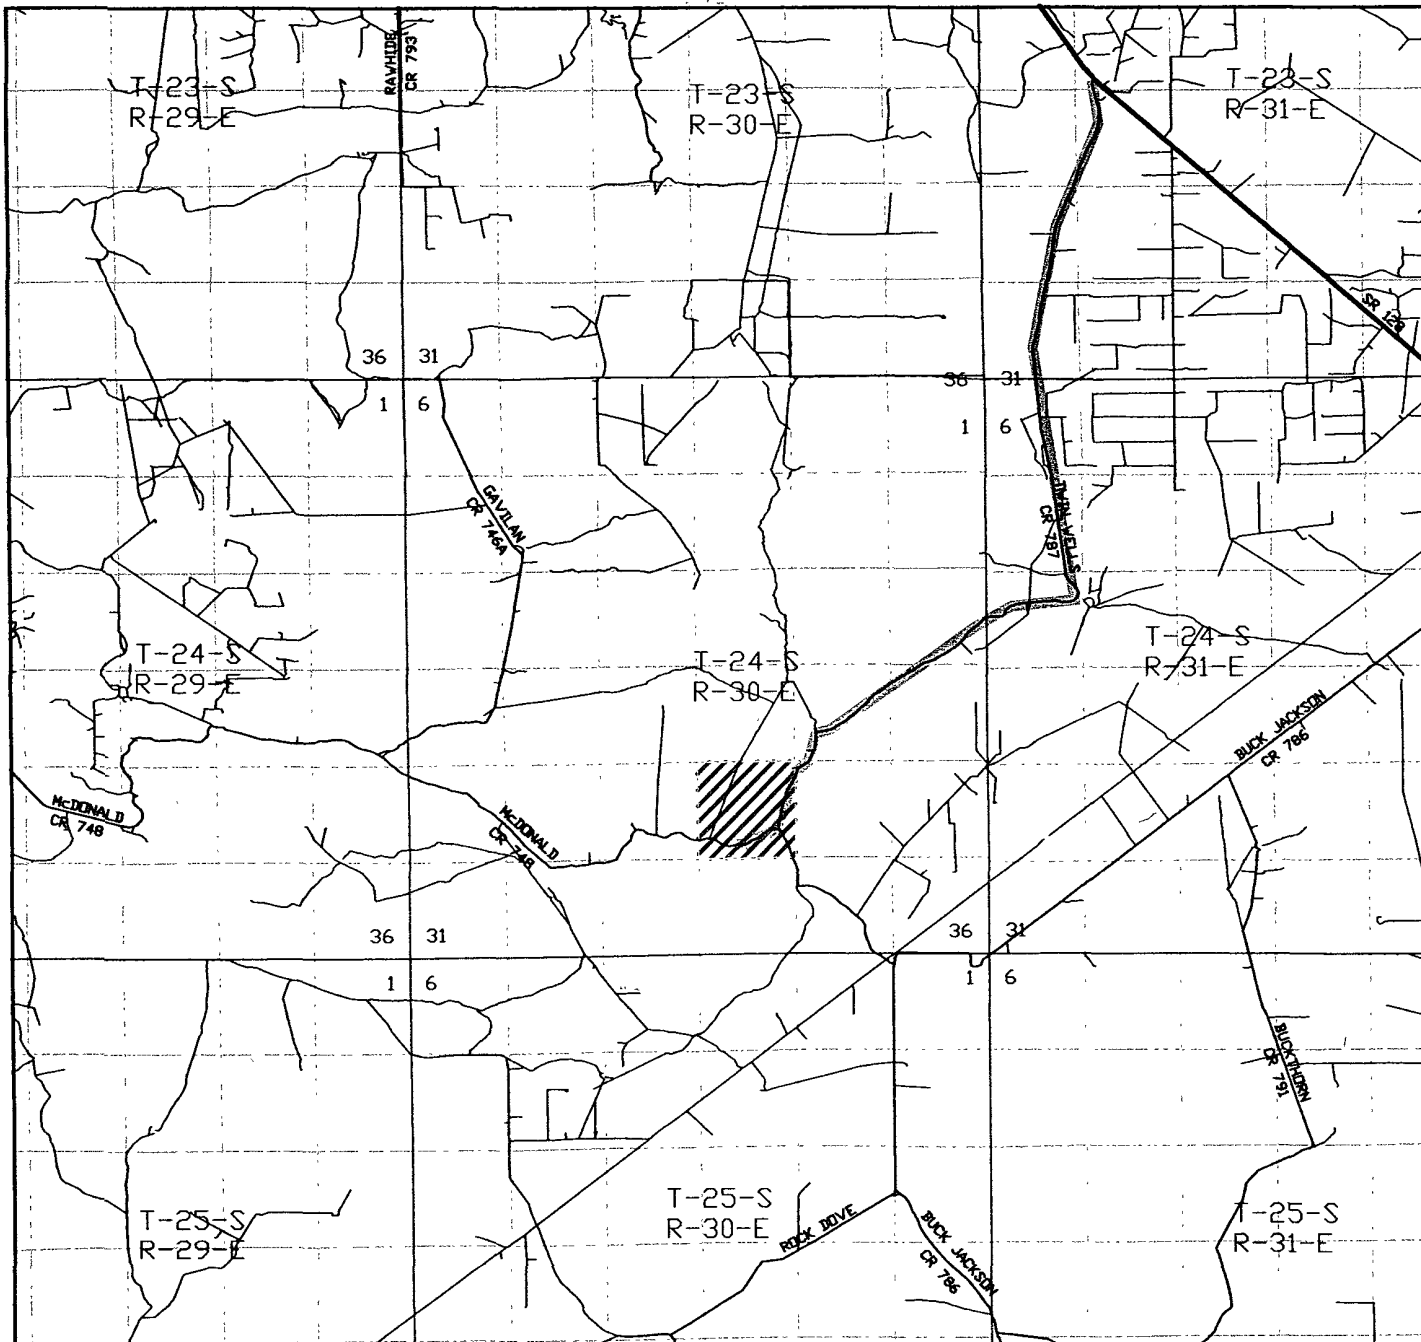 T-23-S
R-29-E
RAWHIDE
CR 793
T-23-S
R-30-E
T-23-S
R-31-E
SR 128
36 31
1 6
36 31
1 6
GAVILAN
CR 746A
TWIN WELLS
CR 787
T-24-S
R-29-E
T-24-S
R-30-E
T-24-S
R-31-E
BUCK JACKSON
CR 786
McDONALD
CR 748
McDONALD
CR 748
36 31
1 6
36 31
1 6
BUCKTHORN
CR 791
T-25-S
R-29-E
T-25-S
R-30-E
ROCK DOVE
BUCK JACKSON
CR 786
T-25-S
R-31-E